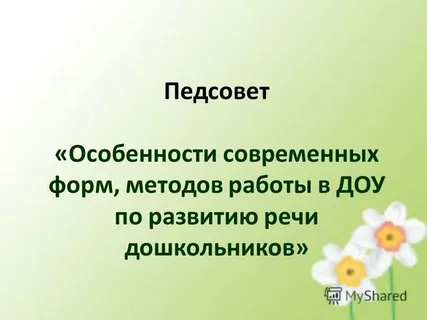 Педсовет
«Особенности современных
форм, методов работы в ДОУ
по развитию речи
дошкольников»
MyShared